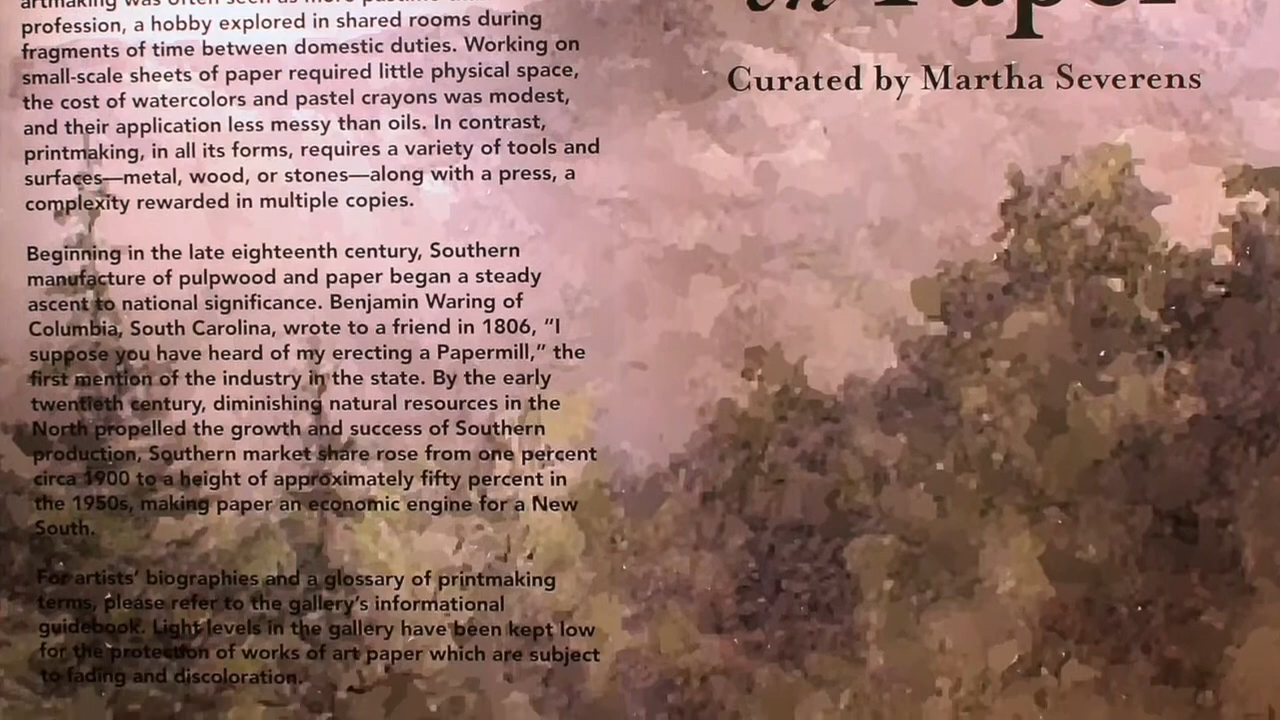 artmaking was often seen as more pastime than
profession, a hobby explored in shared rooms during
fragments of time between domestic duties. Working on
small-scale sheets of paper required little physical space,
the cost of watercolors and pastel crayons was modest,
and their application less messy than oils. In contrast,
printmaking, in all its forms, requires a variety of tools and
surfaces—metal, wood, or stones—along with a press, a
complexity rewarded in multiple copies.
Beginning in the late eighteenth century, Southern
manufacture of pulpwood and paper began a steady
ascent to national significance. Benjamin Waring of
Columbia, South Carolina, wrote to a friend in 1806, “I
suppose you have heard of my erecting a Papermill,” the
first mention of the industry in the state. By the early
twentieth century, diminishing natural resources in the
North propelled the growth and success of Southern
production, Southern market share rose from one percent
circa 1900 to a height of approximately fifty percent in
the 1950s, making paper an economic engine for a New
South.
For artists’ biographies and a glossary of printmaking
terms, please refer to the gallery’s informational
guidebook. Light levels in the gallery have been kept low
for the protection of works of art paper which are subject
to fading and discoloration.
on Paper
Curated by Martha Severens